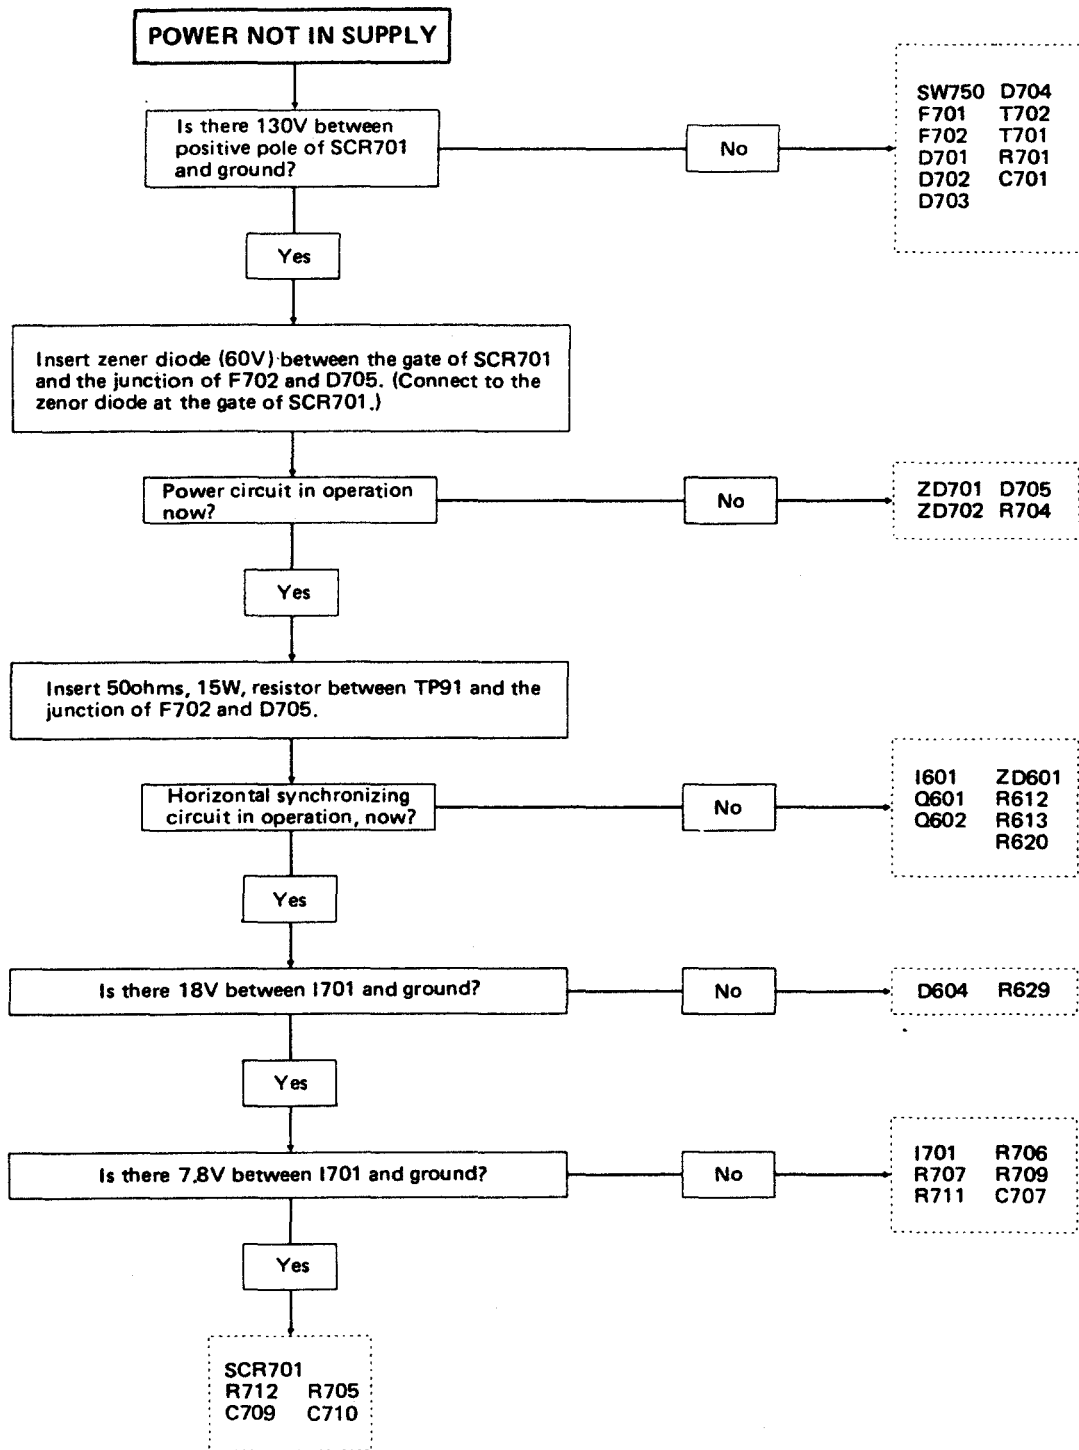 POWER NOT IN SUPPLY
Is there 130V between
positive pole of SCR701
and ground?
No
SW750 D704
F701 T702
F702 T701
D701 R701
D702 C701
D703
Yes
Insert zener diode (60V) between the gate of SCR701
and the junction of F702 and D705. (Connect to the
zenor diode at the gate of SCR701.)
Power circuit in operation
now?
No
ZD701 D705
ZD702 R704
Yes
Insert 50ohms, 15W, resistor between TP91 and the
junction of F702 and D705.
Horizontal synchronizing
circuit in operation, now?
No
I601 ZD601
Q601 R612
Q602 R613
R620
Yes
Is there 18V between I701 and ground?
No
D604 R629
Yes
Is there 7.8V between I701 and ground?
No
I701 R706
R707 R709
R711 C707
Yes
SCR701
R712 R705
C709 C710